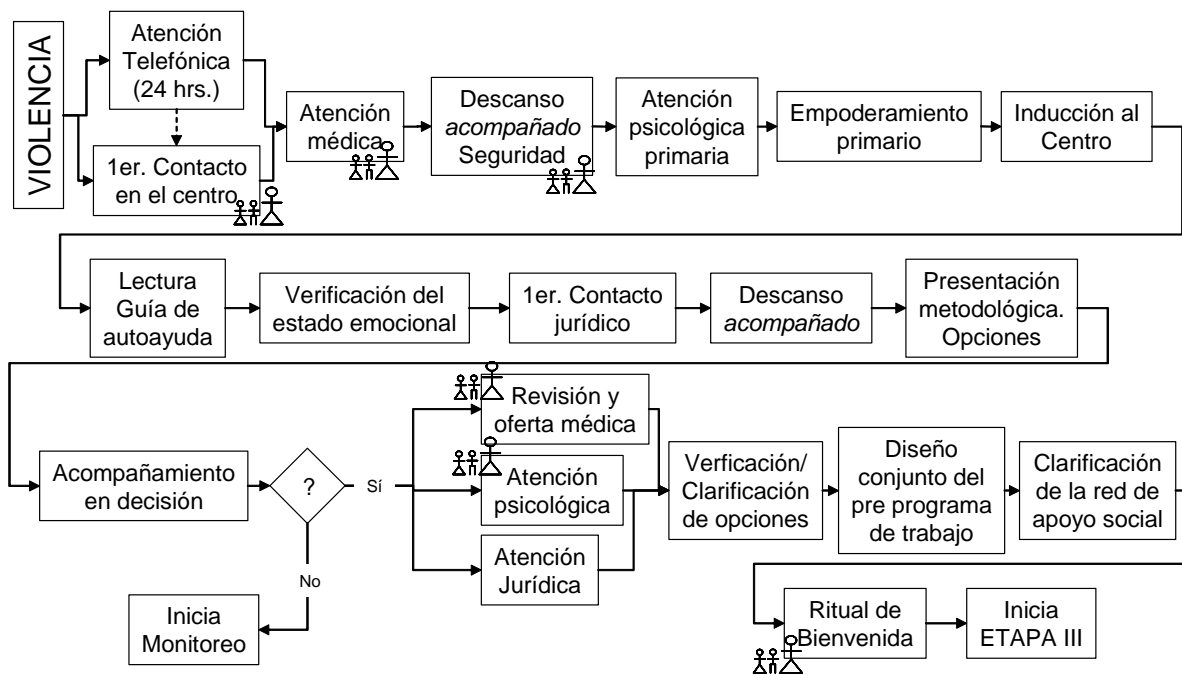 VIOLENCIA
Atención
Telefónica
(24 hrs.)
1er. Contacto
en el centro
Atención
médica
Descanso
acompañado
Seguridad
Atención
psicológica
primaria
Empoderamiento
primario
Inducción al
Centro
Lectura
Guía de
autoayuda
Verificación del
estado emocional
1er. Contacto
jurídico
Descanso
acompañado
Presentación
metodológica.
Opciones
Acompañamiento
en decisión
?
Sí
No
Inicia
Monitoreo
Revisión y
oferta médica
Atención
psicológica
Atención
Jurídica
Verficación/
Clarificación
de opciones
Diseño
conjunto del
pre programa
de trabajo
Clarificación
de la red de
apoyo social
Ritual de
Bienvenida
Inicia
ETAPA III